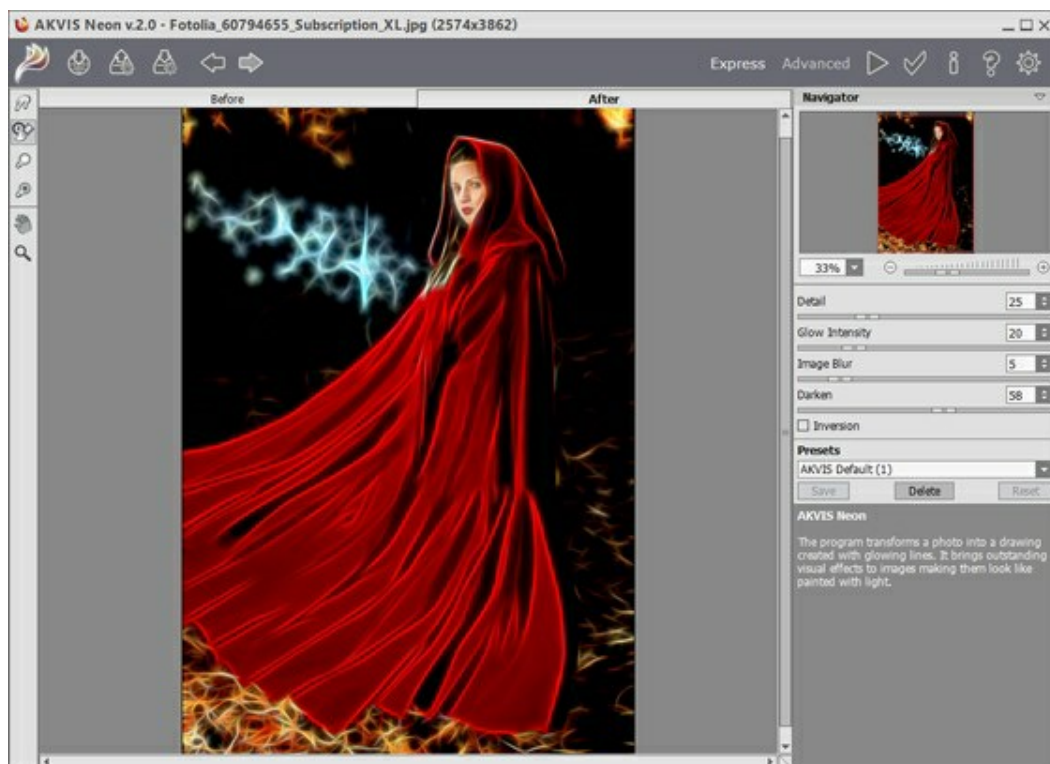 AKVIS Neon v.2.0 - Fotolia_60794655_Subscription_XL.jpg (2574x3862)
Express Advanced
Before After
Navigator
33%
Detail 25
Glow Intensity 20
Image Blur 5
Darken 58
Inversion
Presets
AKVIS Default (1)
Save Delete Reset
AKVIS Neon
The program transforms a photo into a drawing
created with glowing lines. It brings outstanding
visual effects to images making them look like
painted with light.